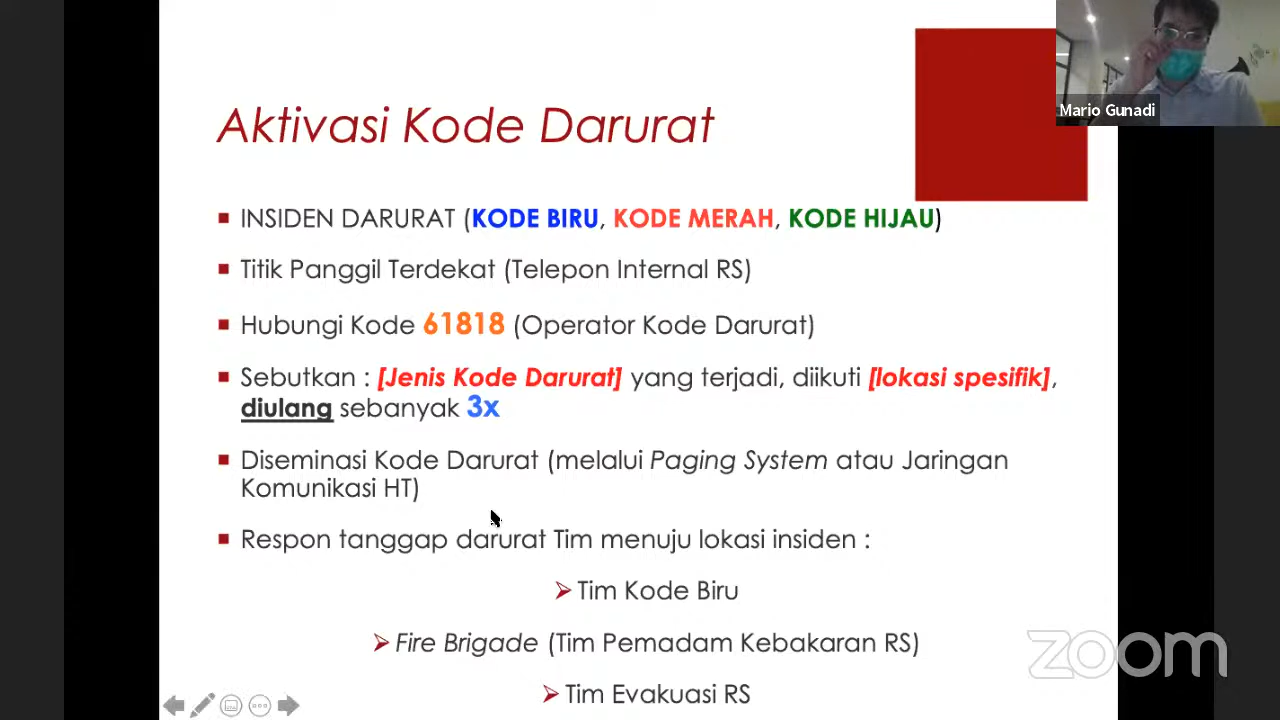 Mario Gunadi
Aktivasi Kode Darurat
INSIDEN DARURAT (KODE BIRU, KODE MERAH, KODE HIJAU)
Titik Panggil Terdekat (Telepon Internal RS)
Hubungi Kode 61818 (Operator Kode Darurat)
Sebutkan : [Jenis Kode Darurat] yang terjadi, diikuti [lokasi spesifik],
diulang sebanyak 3x
Diseminasi Kode Darurat (melalui Paging System atau Jaringan
Komunikasi HT)
Respon tanggap darurat Tim menuju lokasi insiden :
Tim Kode Biru
Fire Brigade (Tim Pemadam Kebakaran RS)
Tim Evakuasi RS
zoom